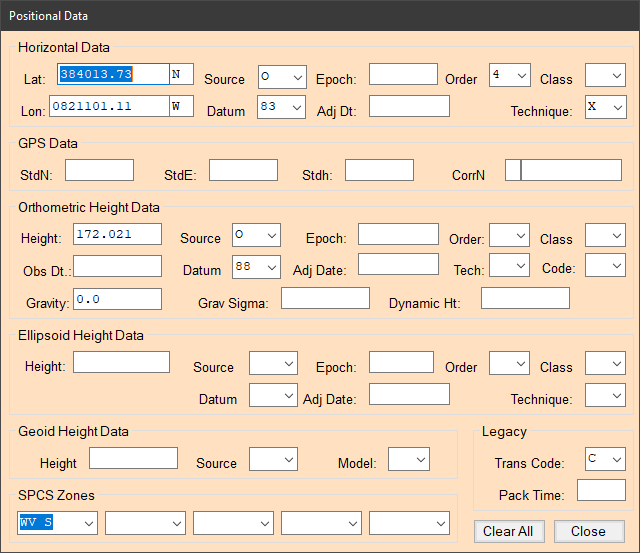 Positional Data
Horizontal Data
Lat: 384013.73 N Source O Epoch: Order 4 Class
Lon: 0821101.11 W Datum 83 Adj Dt: Technique: X
GPS Data
StdN: StdE: Stdh: CorrN
Orthometric Height Data
Height: 172.021 Source O Epoch: Order: Class
Obs Dt.: Datum 88 Adj Date: Tech: Code:
Gravity: 0.0 Grav Sigma: Dynamic Ht:
Ellipsoid Height Data
Height: Source Epoch: Order Class
Datum Adj Date: Technique:
Geoid Height Data
Height Source Model:
Legacy
Trans Code: C
Pack Time:
SPCS Zones
WV S
Clear All Close